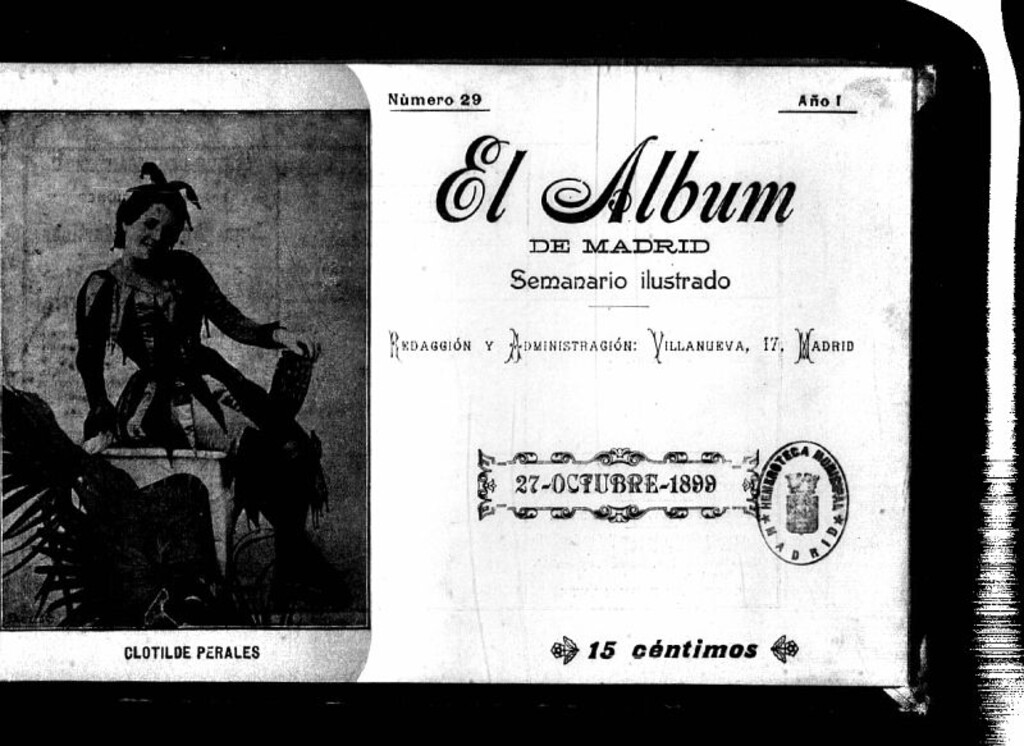 Número 29
Año I
El Album
DE MADRID
Semanario ilustrado
REDACCIÓN Y ADMINISTRACIÓN: VILLANUEVA, 17, MADRID
27-OCTUBRE-1899
HEMEROTECA MUNICIPAL
MADRID
15 céntimos
CLOTILDE PERALES